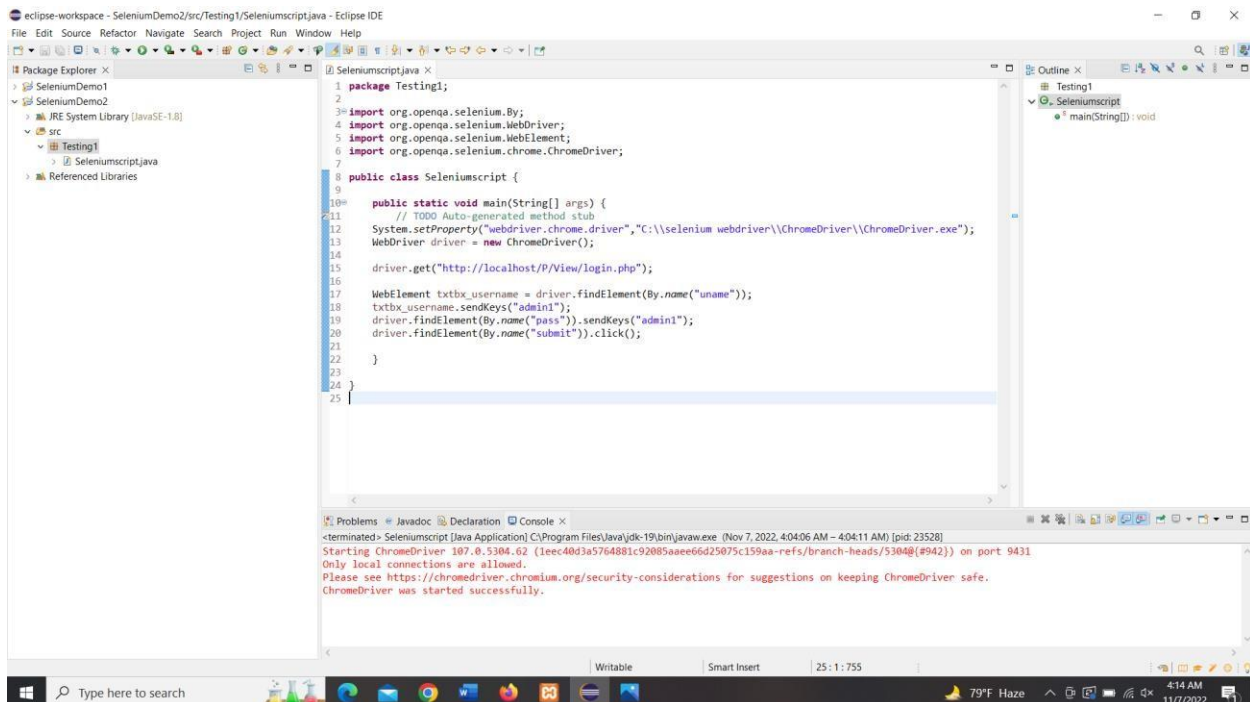 eclipse-workspace - SeleniumDemo2/src/Testing1/Seleniumscript.java - Eclipse IDE
File Edit Source Refactor Navigate Search Project Run Window Help
Package Explorer
SeleniumDemo1
SeleniumDemo2
JRE System Library [JavaSE-1.8]
src
Testing1
Seleniumscript.java
Referenced Libraries
Seleniumscript.java
1 package Testing1;
2
3 import org.openqa.selenium.By;
4 import org.openqa.selenium.WebDriver;
5 import org.openqa.selenium.WebElement;
6 import org.openqa.selenium.chrome.ChromeDriver;
7
8 public class Seleniumscript {
9
10 public static void main(String[] args) {
11 // TODO Auto-generated method stub
12 System.setProperty("webdriver.chrome.driver","C:\\selenium webdriver\\ChromeDriver\\ChromeDriver.exe");
13 WebDriver driver = new ChromeDriver();
14
15 driver.get("http://localhost/P/View/login.php");
16
17 WebElement txtbx_username = driver.findElement(By.name("uname"));
18 txtbx_username.sendKeys("admin1");
19 driver.findElement(By.name("pass")).sendKeys("admin1");
20 driver.findElement(By.name("submit")).click();
21
22 }
23
24 }
25
Outline
Testing1
Seleniumscript
main(String[]) : void
Problems Javadoc Declaration Console
<terminated> Seleniumscript [Java Application] C:\Program Files\Java\jdk-19\bin\javaw.exe (Nov 7, 2022, 4:04:06 AM – 4:04:11 AM) [pid: 23528]
Starting ChromeDriver 107.0.5304.62 (1eec40d3a5764881c92085aaee66d25075c159aa-refs/branch-heads/5304@{#942}) on port 9431
Only local connections are allowed.
Please see https://chromedriver.chromium.org/security-considerations for suggestions on keeping ChromeDriver safe.
ChromeDriver was started successfully.
Writable Smart Insert 25 : 1 : 755
Type here to search
79°F Haze
4:14 AM
11/7/2022